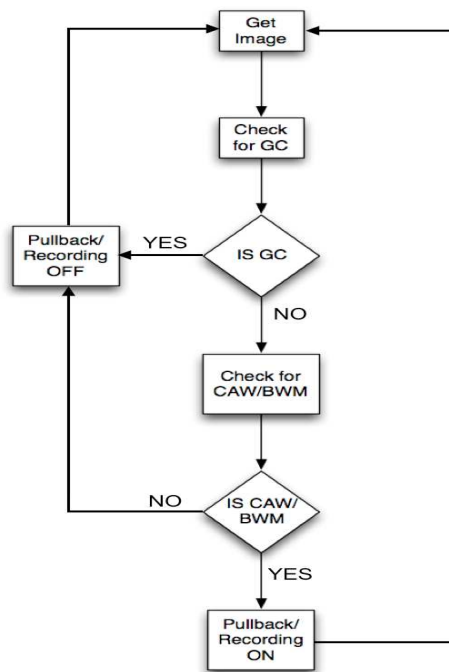 Get
Image
Check
for GC
IS GC
YES
Pullback/
Recording
OFF
NO
Check for
CAW/BWM
IS CAW/
BWM
NO
YES
Pullback/
Recording
ON